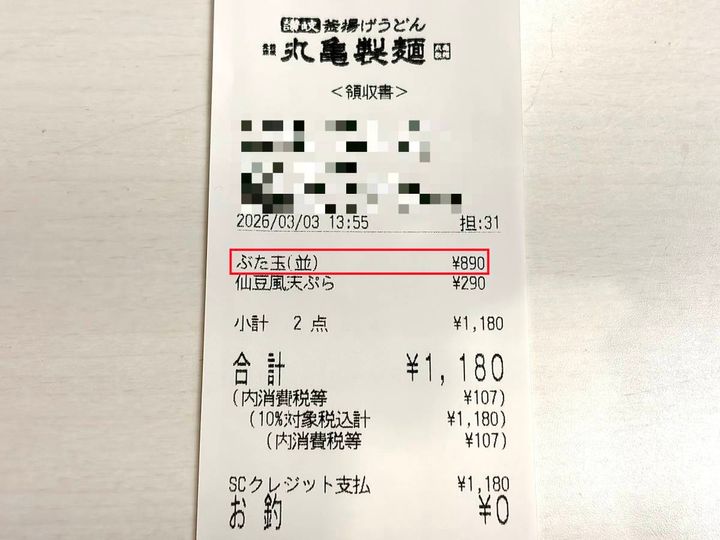 讃岐 釜揚げうどん
丸亀製麺
<領収書>
2026/03/03 13:55 担:31
ぶた玉(並) ¥890
仙豆風天ぷら ¥290
小計 2 点 ¥1,180
合計 ¥1,180
(内消費税等 ¥107)
(10%対象税込計 ¥1,180)
(内消費税等 ¥107)
SCクレジット支払 ¥1,180
お釣 ¥0